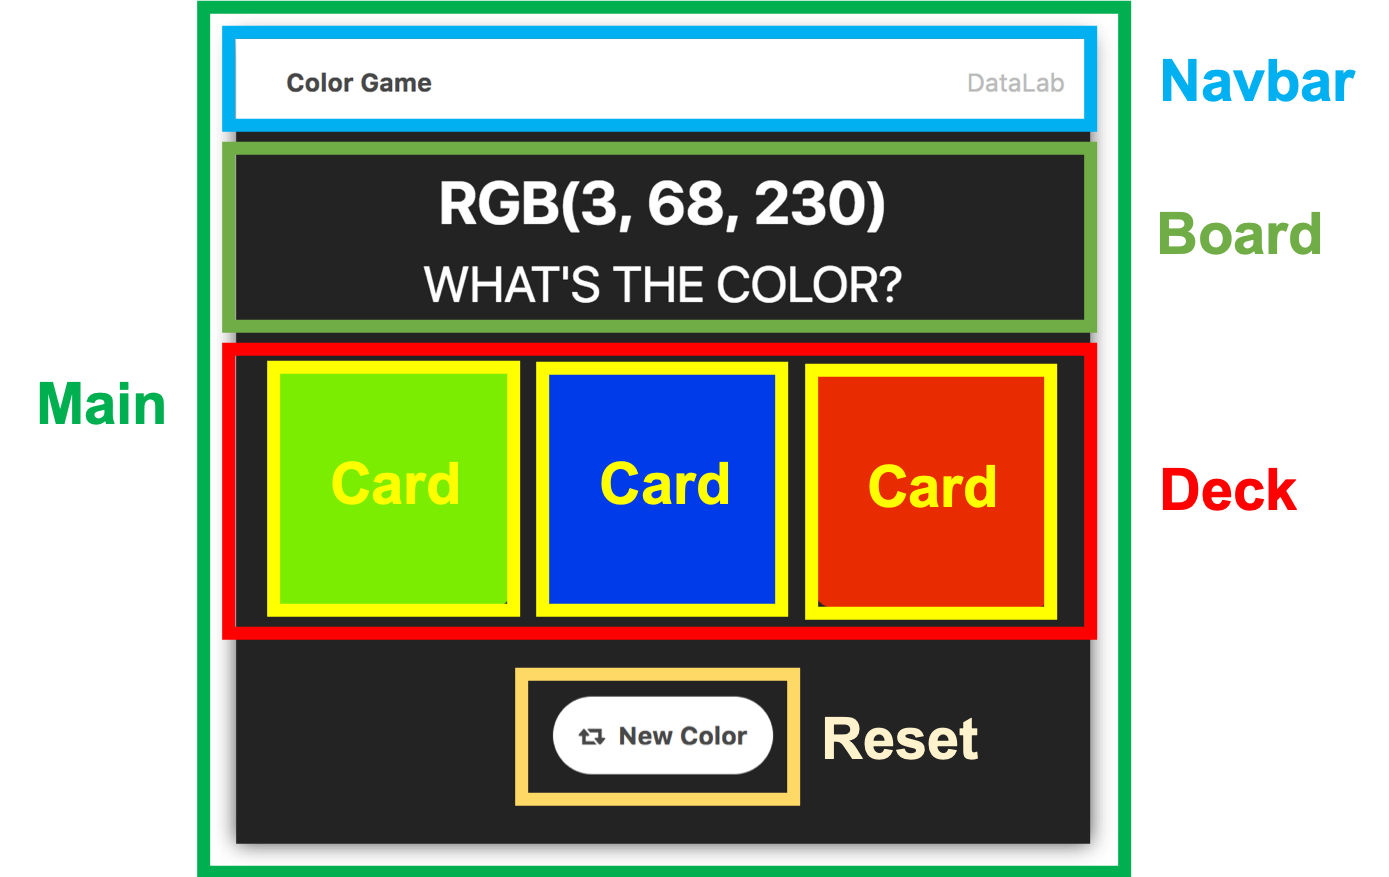 Color Game
DataLab
Navbar
RGB(3, 68, 230)
WHAT'S THE COLOR?
Board
Main
Card
Card
Card
Deck
New Color
Reset